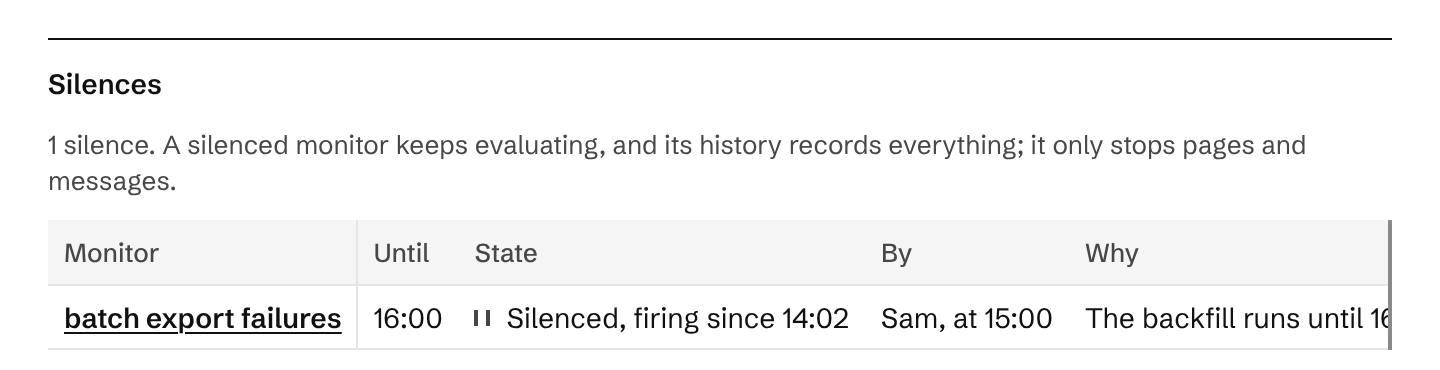 Silences
1 silence. A silenced monitor keeps evaluating, and its history records everything; it only stops pages and
messages.
Monitor Until State By Why
batch export failures 16:00 Silenced, firing since 14:02 Sam, at 15:00 The backfill runs until